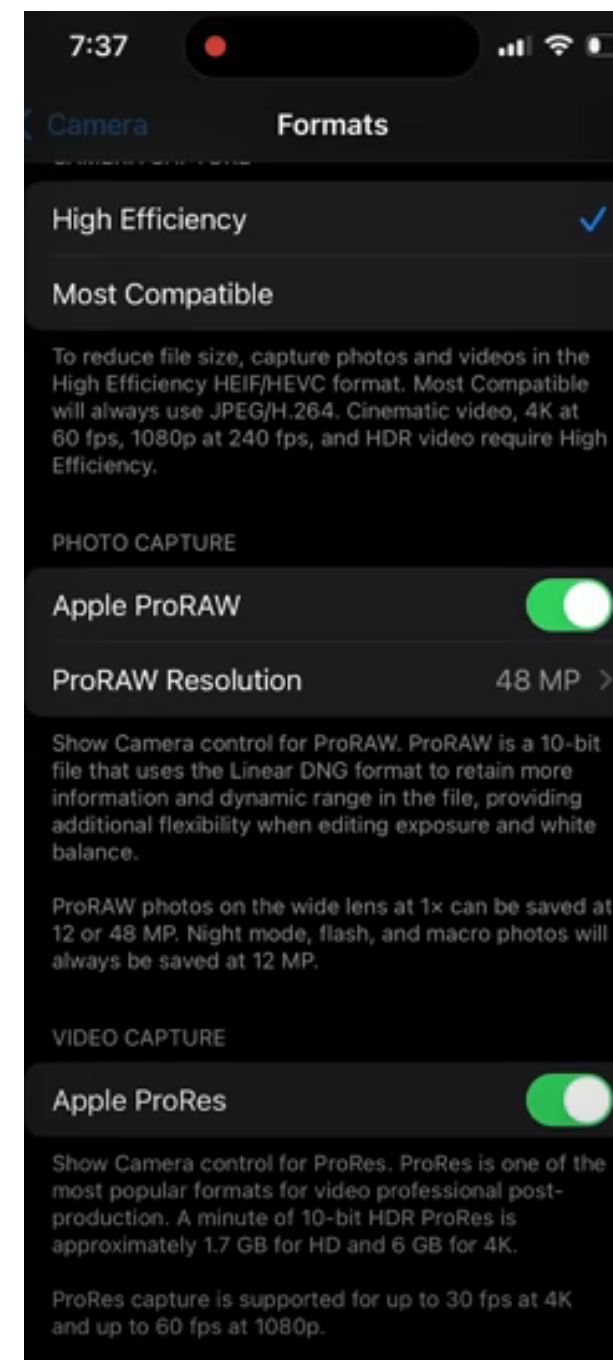 7:37
Camera
Formats
High Efficiency
Most Compatible
To reduce file size, capture photos and videos in the
High Efficiency HEIF/HEVC format. Most Compatible
will always use JPEG/H.264. Cinematic video, 4K at
60 fps, 1080p at 240 fps, and HDR video require High
Efficiency.
PHOTO CAPTURE
Apple ProRAW
ProRAW Resolution 48 MP
Show Camera control for ProRAW. ProRAW is a 10-bit
file that uses the Linear DNG format to retain more
information and dynamic range in the file, providing
additional flexibility when editing exposure and white
balance.
ProRAW photos on the wide lens at 1× can be saved at
12 or 48 MP. Night mode, flash, and macro photos will
always be saved at 12 MP.
VIDEO CAPTURE
Apple ProRes
Show Camera control for ProRes. ProRes is one of the
most popular formats for video professional post-
production. A minute of 10-bit HDR ProRes is
approximately 1.7 GB for HD and 6 GB for 4K.
ProRes capture is supported for up to 30 fps at 4K
and up to 60 fps at 1080p.